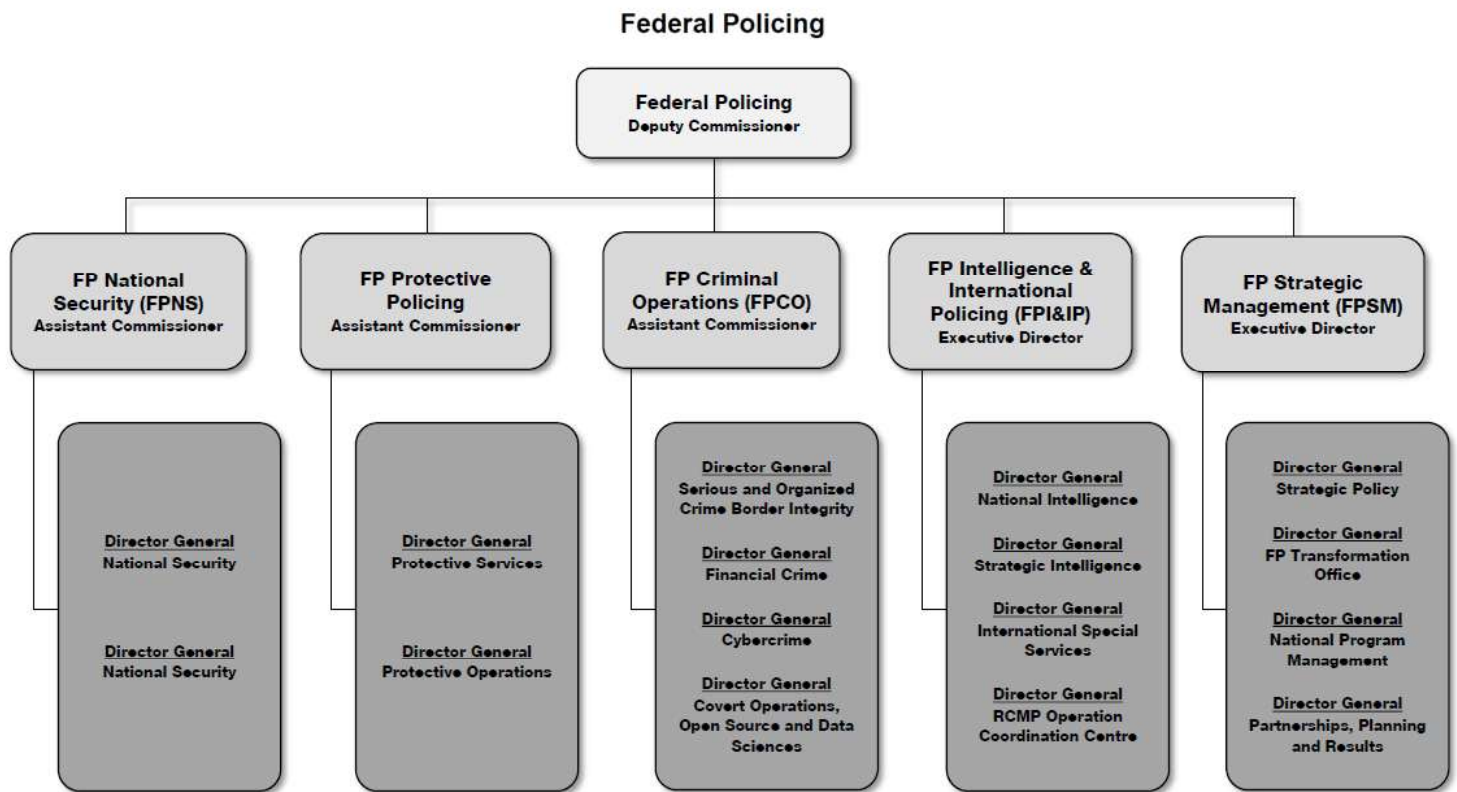 Federal Policing
Federal Policing
Deputy Commissioner
FP National
Security (FPNS)
Assistant Commissioner
FP Protective
Policing
Assistant Commissioner
FP Criminal
Operations (FPCO)
Assistant Commissioner
FP Intelligence &
International
Policing (FPI&IP)
Executive Director
FP Strategic
Management (FPSM)
Executive Director
Director General
National Security
Director General
National Security
Director General
Protective Services
Director General
Protective Operations
Director General
Serious and Organized
Crime Border Integrity
Director General
Financial Crime
Director General
Cybercrime
Director General
Covert Operations,
Open Source and Data
Sciences
Director General
National Intelligence
Director General
Strategic Intelligence
Director General
International Special
Services
Director General
RCMP Operation
Coordination Centre
Director General
Strategic Policy
Director General
FP Transformation
Office
Director General
National Program
Management
Director General
Partnerships, Planning
and Results